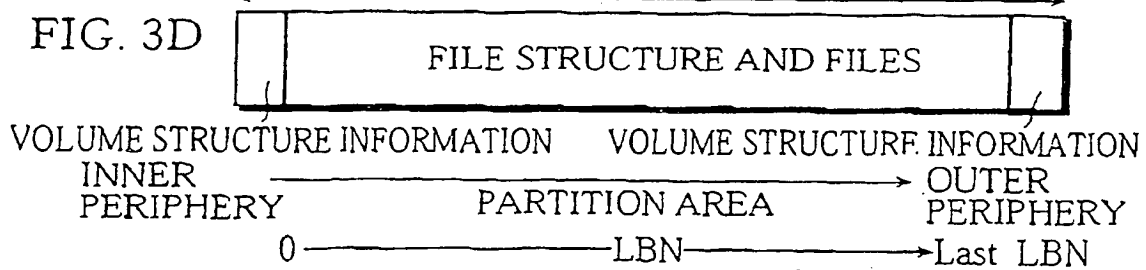 FIG. 3D
FILE STRUCTURE AND FILES
VOLUME STRUCTURE INFORMATION VOLUME STRUCTURE INFORMATION
INNER PERIPHERY PARTITION AREA OUTER PERIPHERY
0 LBN Last LBN